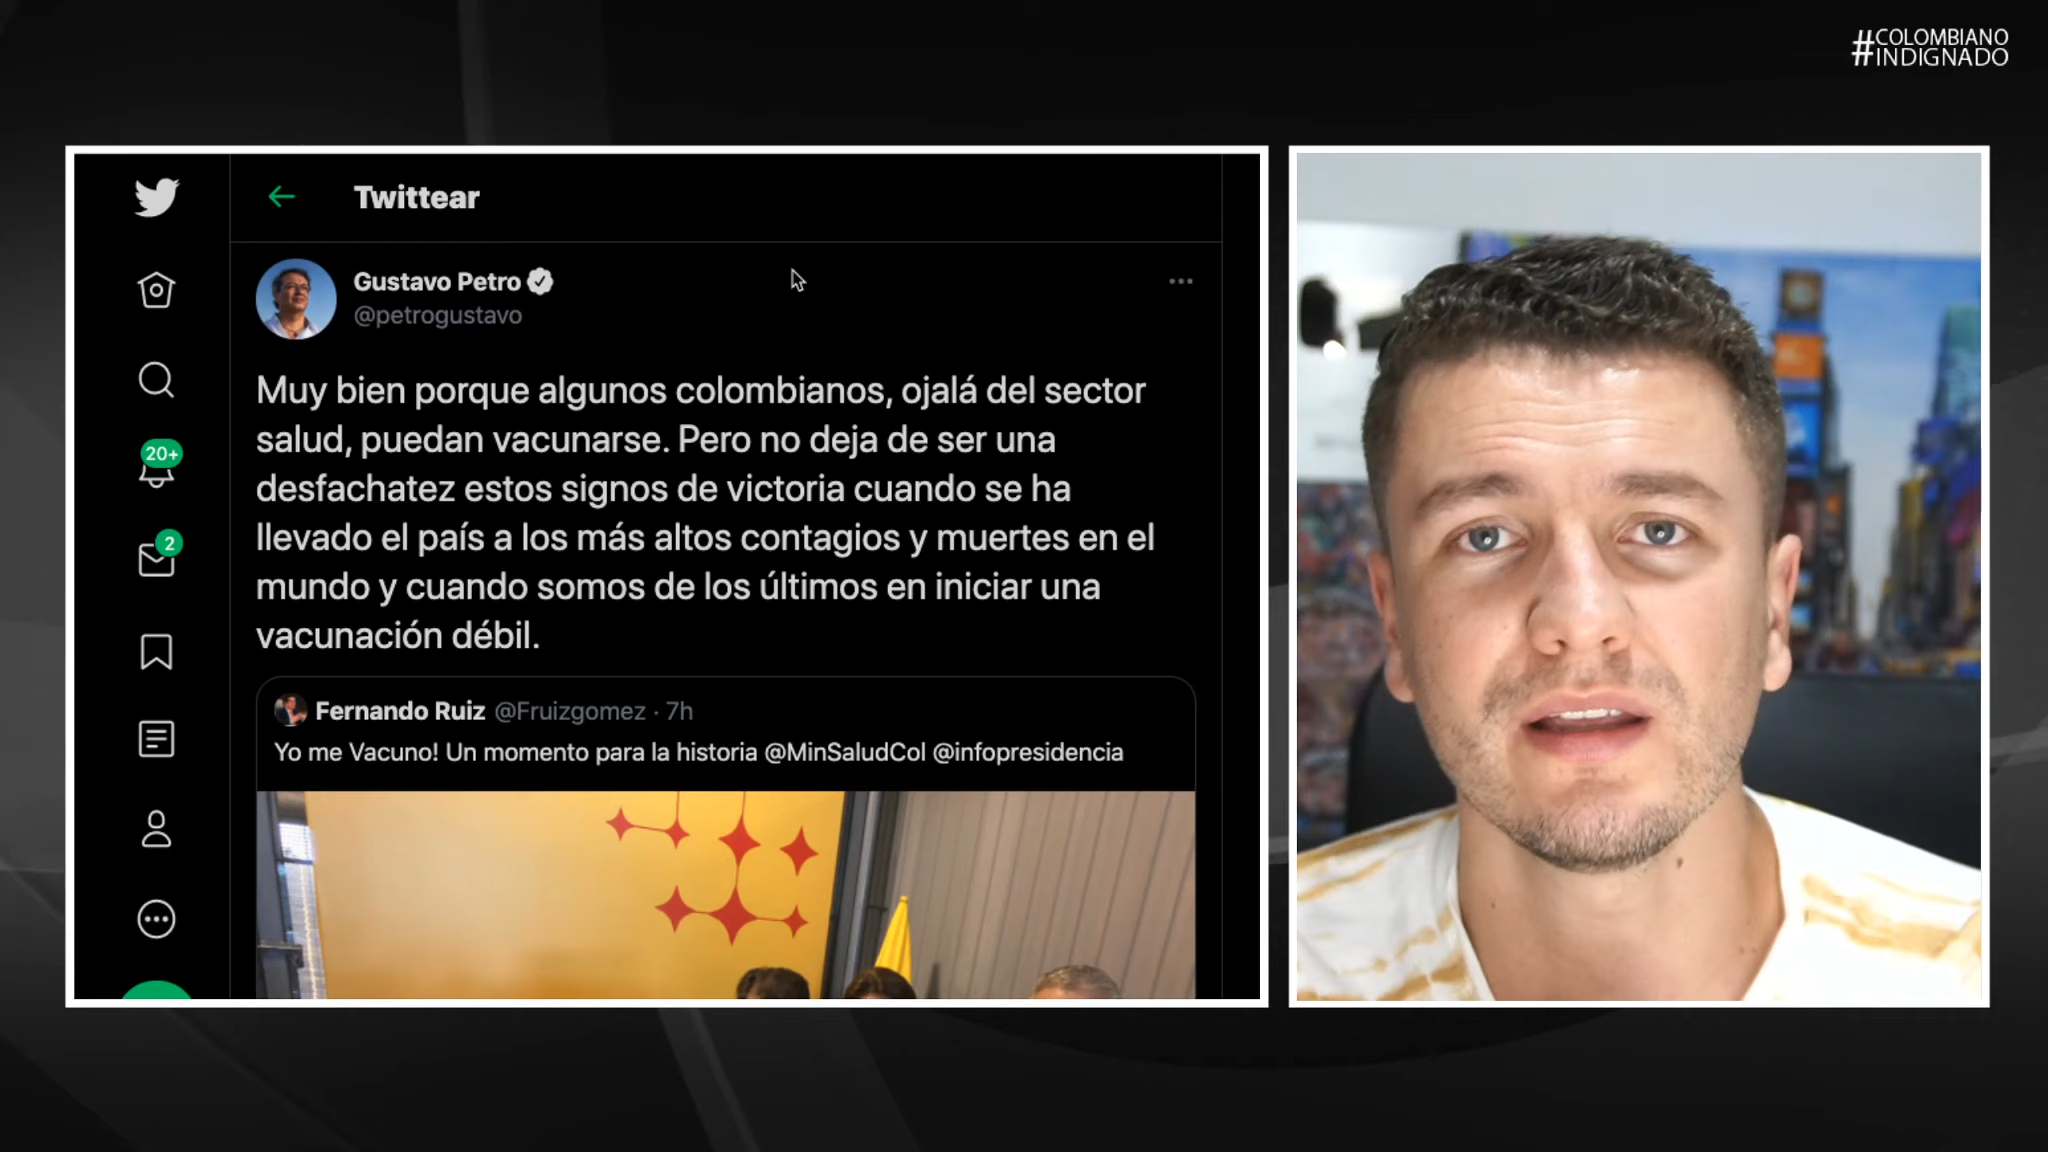 #COLOMBIANO
INDIGNADO
Twittear
Gustavo Petro
@petrogustavo
Muy bien porque algunos colombianos, ojalá del sector
salud, puedan vacunarse. Pero no deja de ser una
desfachatez estos signos de victoria cuando se ha
llevado el país a los más altos contagios y muertes en el
mundo y cuando somos de los últimos en iniciar una
vacunación débil.
Fernando Ruiz @Fruizgomez · 7h
Yo me Vacuno! Un momento para la historia @MinSaludCol @infopresidencia
20+
2